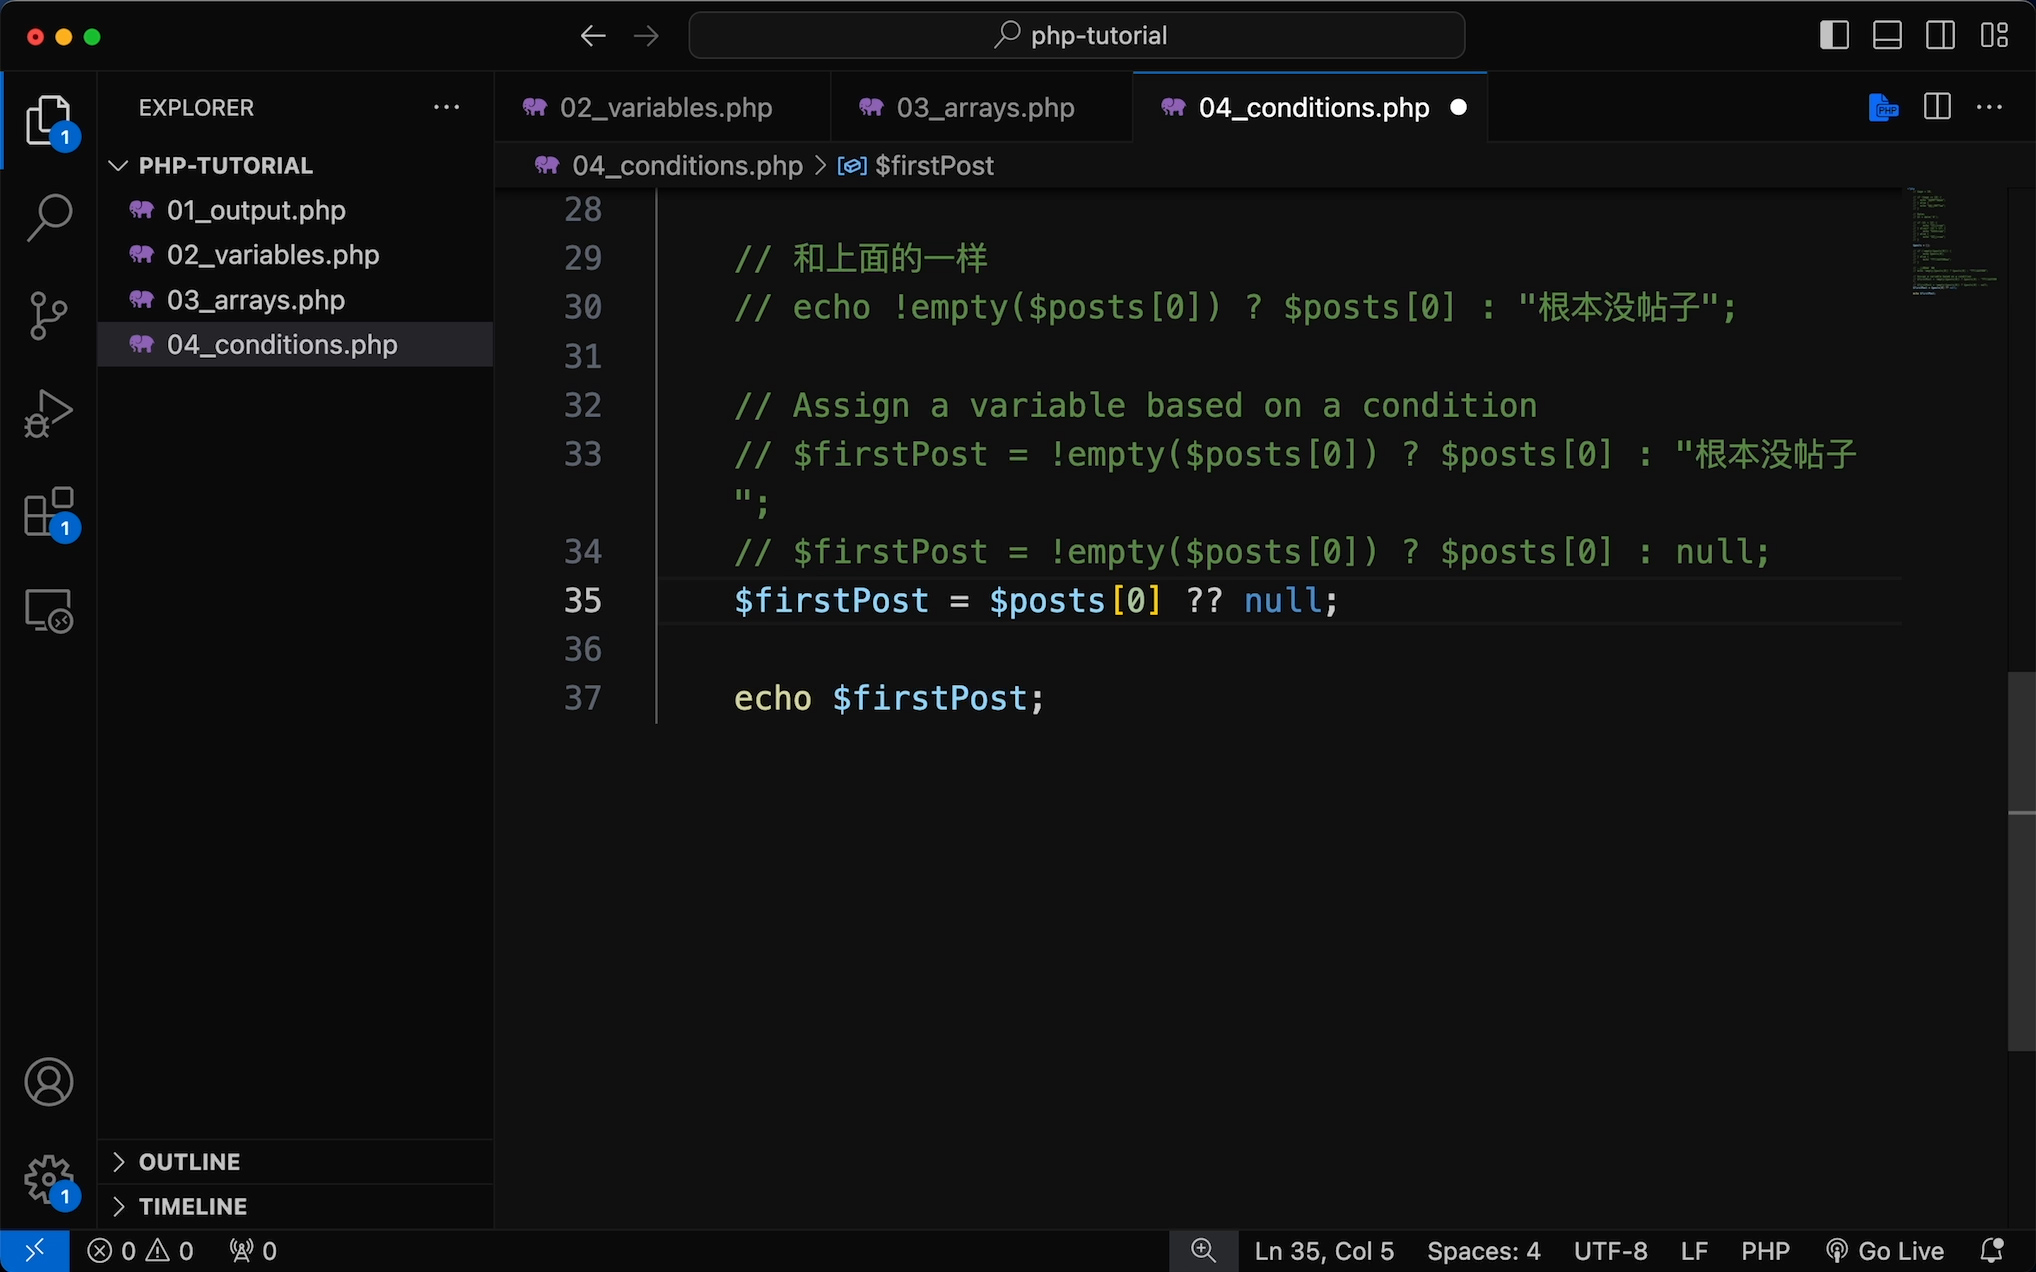 php-tutorial
EXPLORER
02_variables.php
03_arrays.php
04_conditions.php
PHP
1
PHP-TUTORIAL
04_conditions.php > $firstPost
01_output.php
02_variables.php
03_arrays.php
04_conditions.php
28
29 // 和上面的一样
30 // echo !empty($posts[0]) ? $posts[0] : "根本没帖子";
31
32 // Assign a variable based on a condition
33 // $firstPost = !empty($posts[0]) ? $posts[0] : "根本没帖子
";
34 // $firstPost = !empty($posts[0]) ? $posts[0] : null;
35 $firstPost = $posts[0] ?? null;
36
37 echo $firstPost;
1
OUTLINE
1
TIMELINE
0 0 0 Ln 35, Col 5 Spaces: 4 UTF-8 LF PHP Go Live